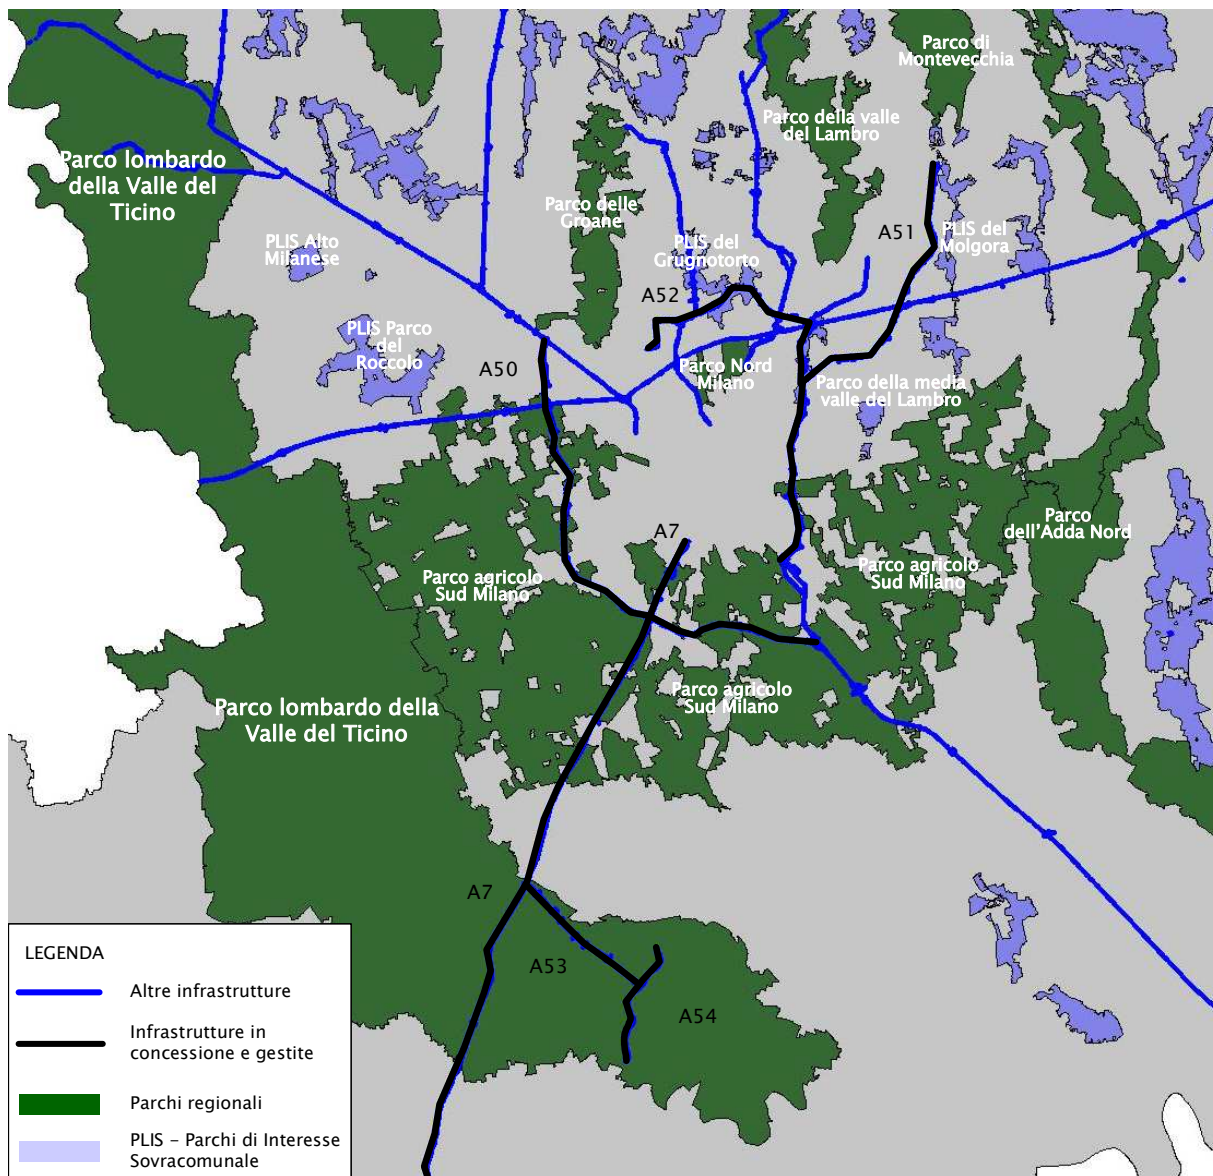 Parco di
Montevecchia
Parco della valle
del Lambro
Parco lombardo
della Valle del
Ticino
Parco delle
Groane
A51
PLIS del
Molgora
PLIS Alto
Milanese
PLIS del
Grugnotorto
A52
PLIS Parco
del
Roccolo
A50
Parco Nord
Milano
Parco della media
valle del Lambro
A7
Parco
dell'Adda Nord
Parco agricolo
Sud Milano
Parco agricolo
Sud Milano
Parco agricolo
Sud Milano
Parco lombardo della
Valle del Ticino
A7
A53
A54
LEGENDA
Altre infrastrutture
Infrastrutture in
concessione e gestite
Parchi regionali
PLIS - Parchi di Interesse
Sovracomunale